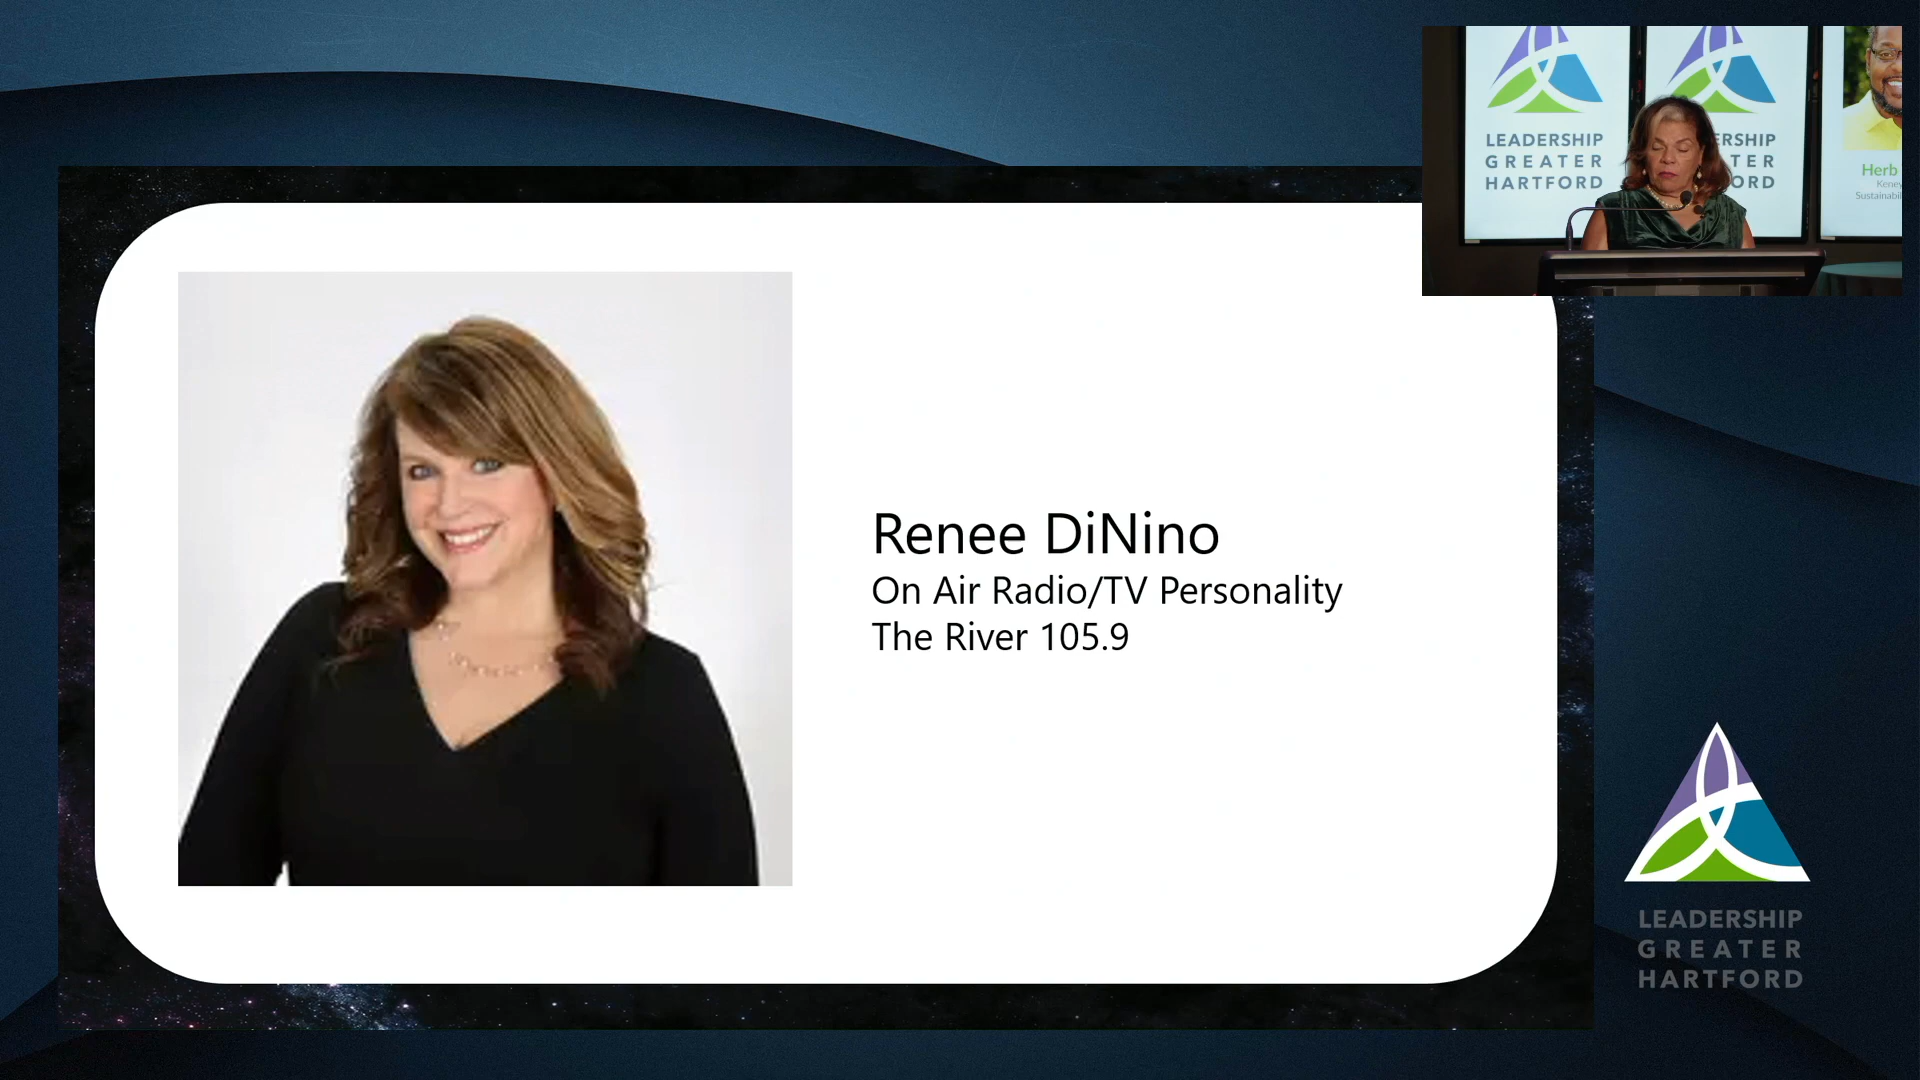 LEADERSHIP
GREATER
HARTFORD
ERSHIP
TER
ORD
Herb
Renee DiNino
On Air Radio/TV Personality
The River 105.9
LEADERSHIP
GREATER
HARTFORD